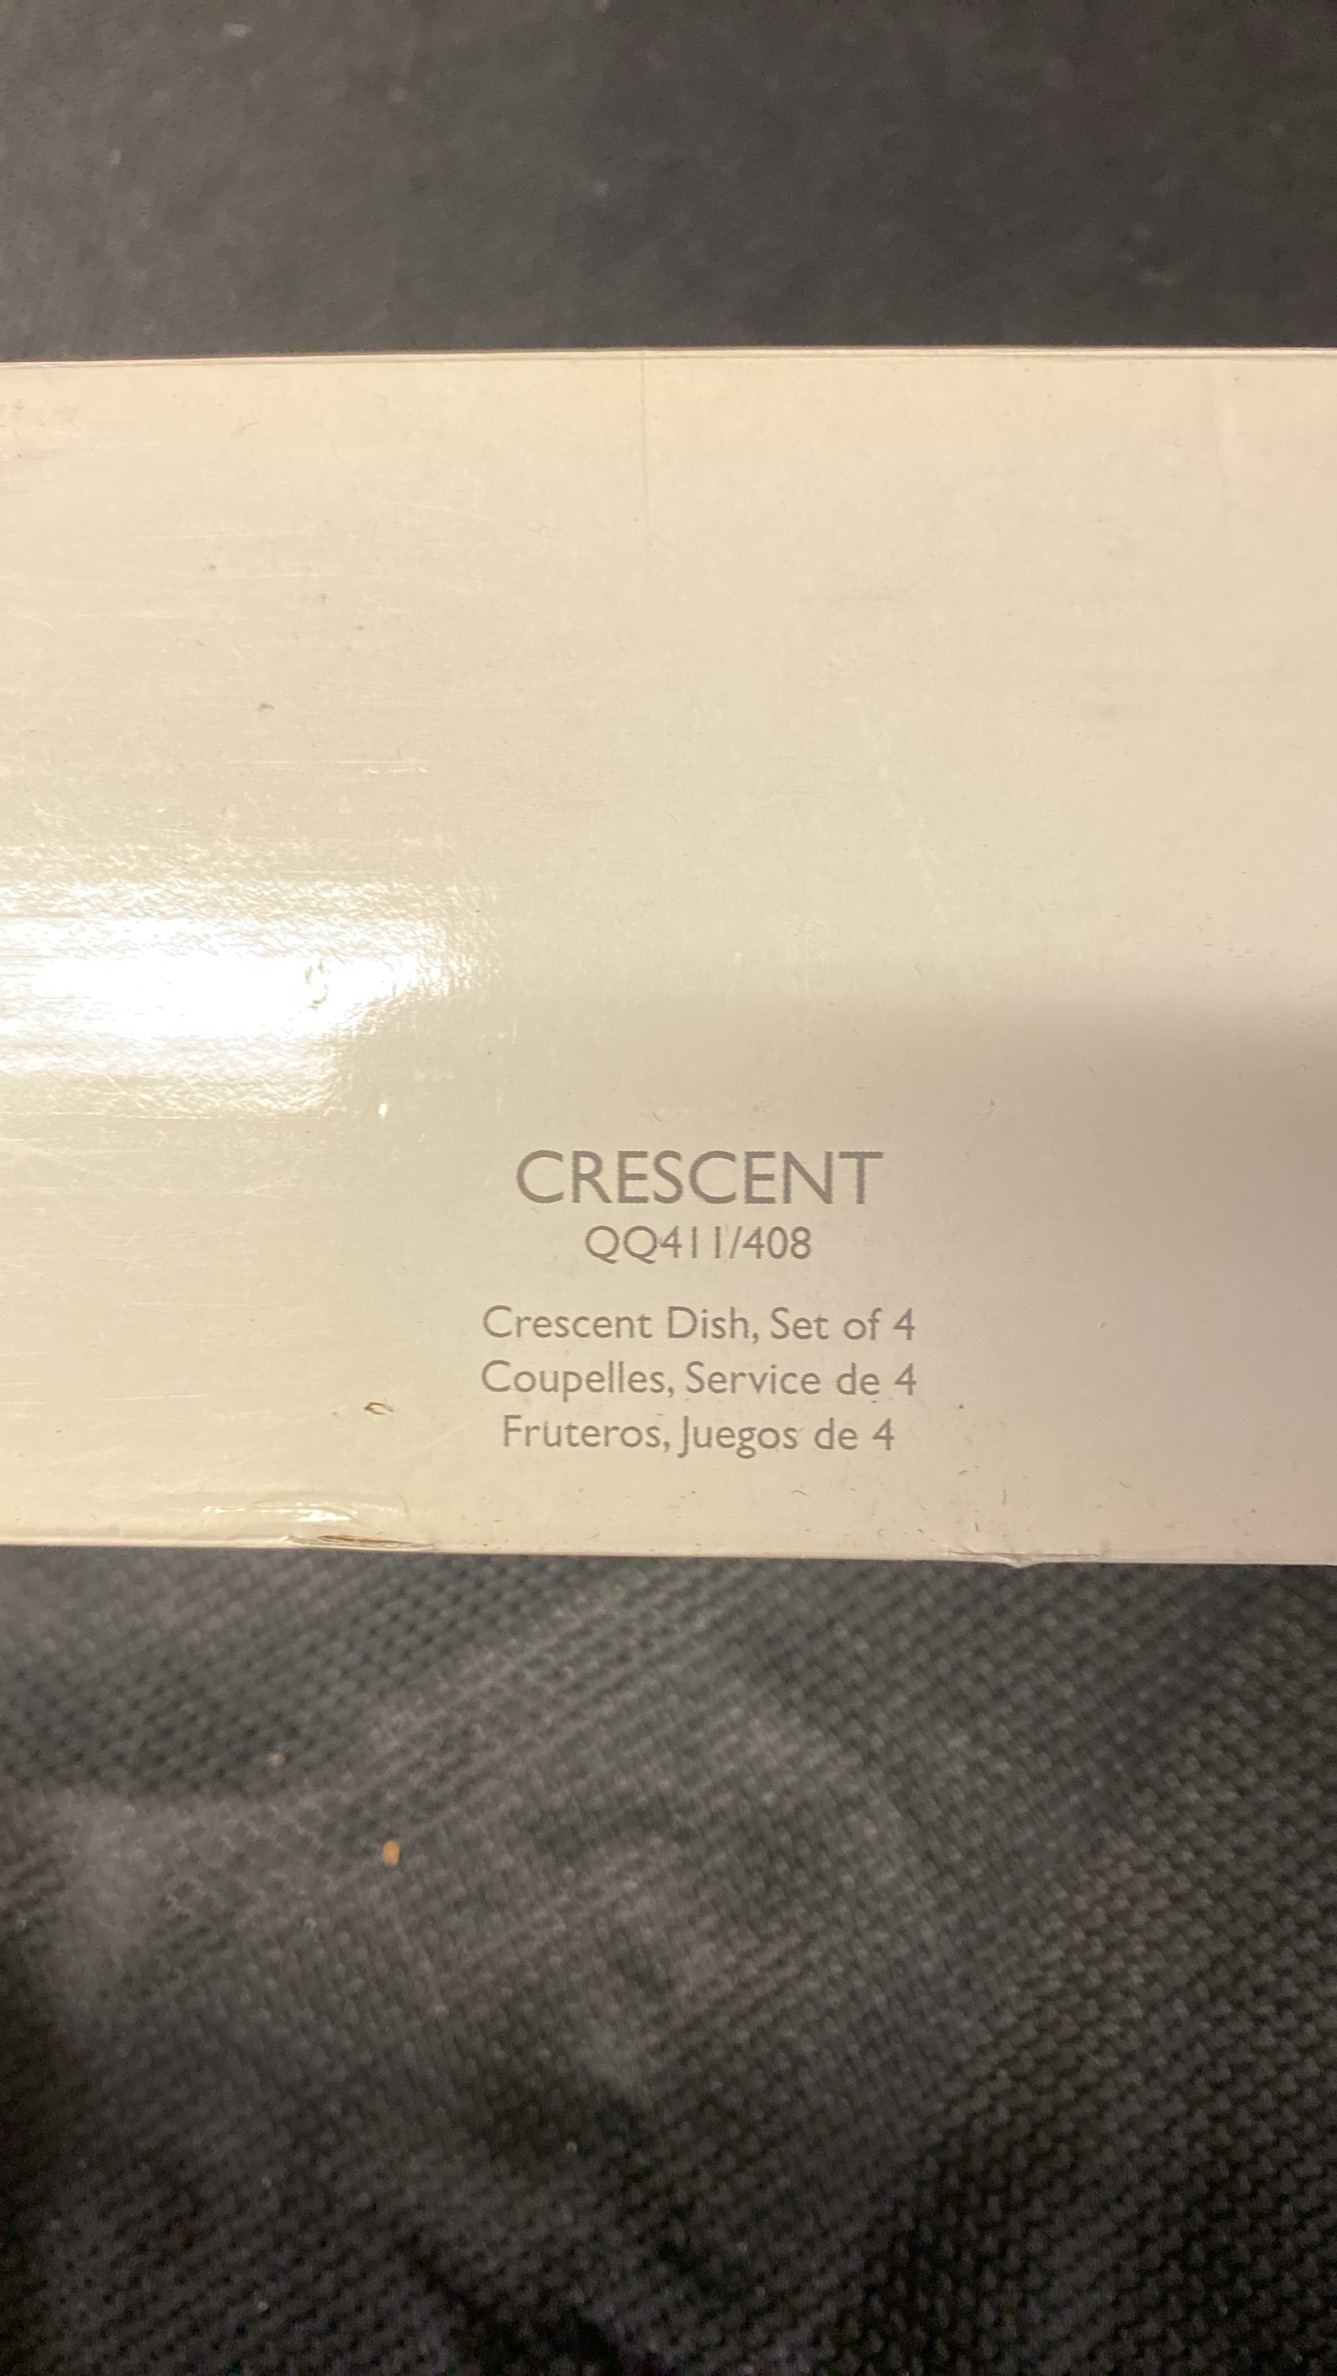 CRESCENT
QQ411/408
Crescent Dish, Set of 4
Coupelles, Service de 4
Fruteros, Juegos de 4